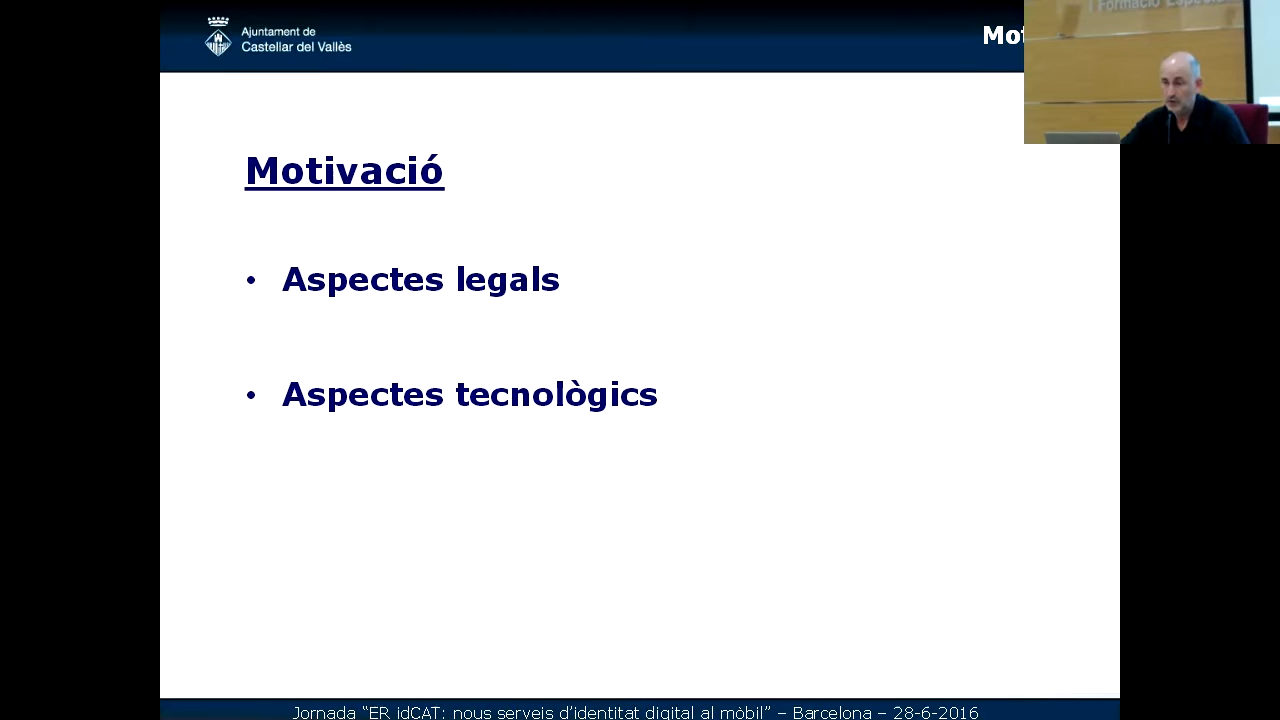 Ajuntament de
Castellar del Vallès
Formació
Motivació
• Aspectes legals
• Aspectes tecnològics
Jornada “ER idCAT: nous serveis d’identitat digital al mòbil” – Barcelona – 28-6-2016